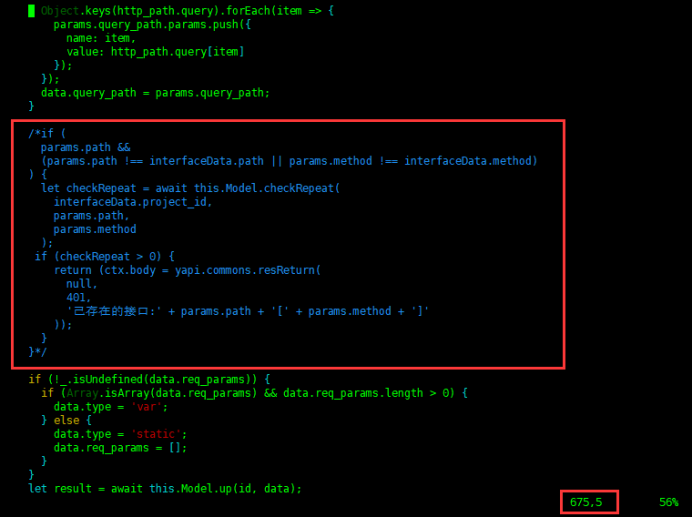 Object.keys(http_path.query).forEach(item => {
params.query_path.params.push({
name: item,
value: http_path.query[item]
});
});
data.query_path = params.query_path;
}
/*if (
params.path &&
(params.path !== interfaceData.path || params.method !== interfaceData.method)
) {
let checkRepeat = await this.Model.checkRepeat(
interfaceData.project_id,
params.path,
params.method
);
if (checkRepeat > 0) {
return (ctx.body = yapi.commons.resReturn(
null,
401,
'已存在的接口:' + params.path + '[' + params.method + ']'
));
}
}*/
if (!_.isUndefined(data.req_params)) {
if (Array.isArray(data.req_params) && data.req_params.length > 0) {
data.type = 'var';
} else {
data.type = 'static';
data.req_params = [];
}
}
let result = await this.Model.up(id, data);
675,5 56%